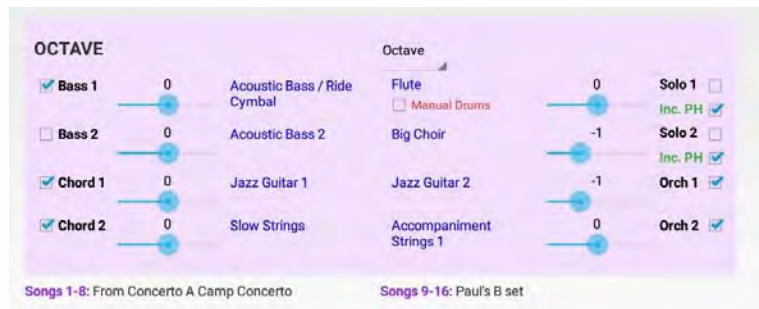 OCTAVE
Octave
Bass 1 0 Acoustic Bass / Ride Cymbal
Flute 0 Solo 1
Manual Drums
Inc. PH
Bass 2 0 Acoustic Bass 2
Big Choir -1 Solo 2
Inc. PH
Chord 1 0 Jazz Guitar 1
Jazz Guitar 2 -1 Orch 1
Chord 2 0 Slow Strings
Accompaniment Strings 1 0 Orch 2
Songs 1-8: From Concerto A Camp Concerto
Songs 9-16: Paul's B set